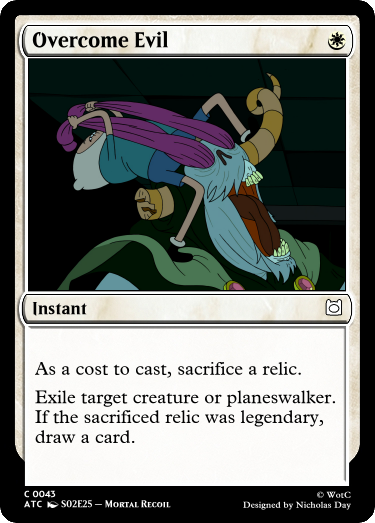 Overcome Evil
Instant
As a cost to cast, sacrifice a relic.
Exile target creature or planeswalker.
If the sacrificed relic was legendary,
draw a card.
C 0043 © WotC
ATC S02E25 — Mortal Recoil Designed by Nicholas Day